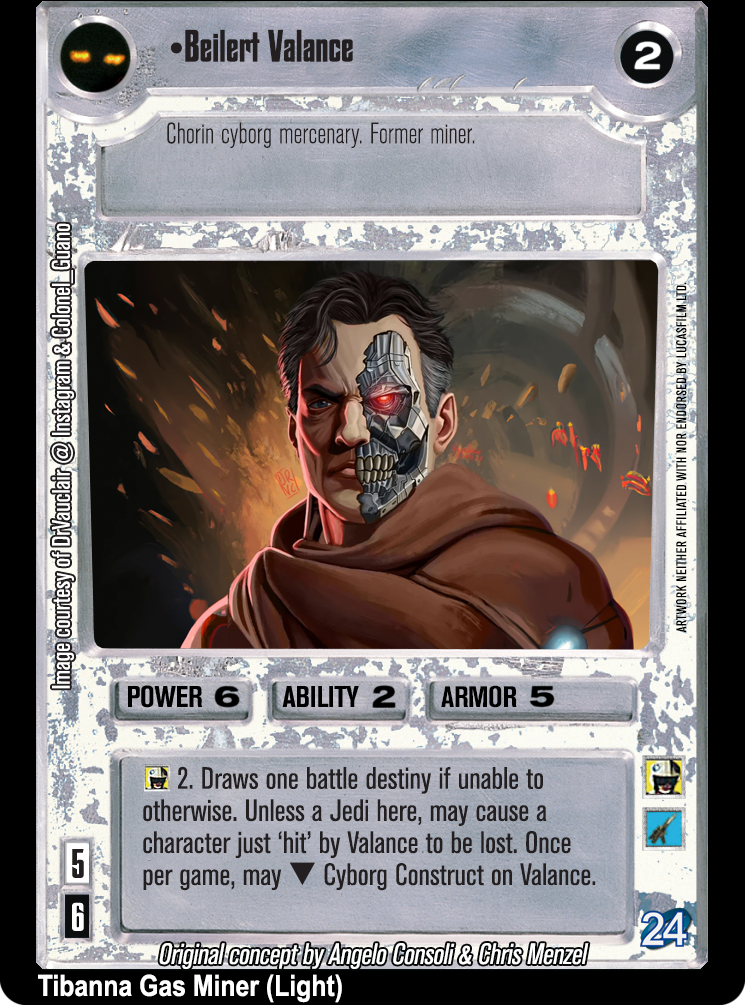 •Beilert Valance
2
Chorin cyborg mercenary. Former miner.
Image courtesy of DrVauclair @ Instagram & Colonel_Guano
ARTWORK NEITHER AFFILIATED WITH NOR ENDORSED BY LUCASFILM LTD.
POWER 6 ABILITY 2 ARMOR 5
2. Draws one battle destiny if unable to
otherwise. Unless a Jedi here, may cause a
character just ‘hit’ by Valance to be lost. Once
per game, may ▼ Cyborg Construct on Valance.
5
6
24
Original concept by Angelo Consoli & Chris Menzel
Tibanna Gas Miner (Light)